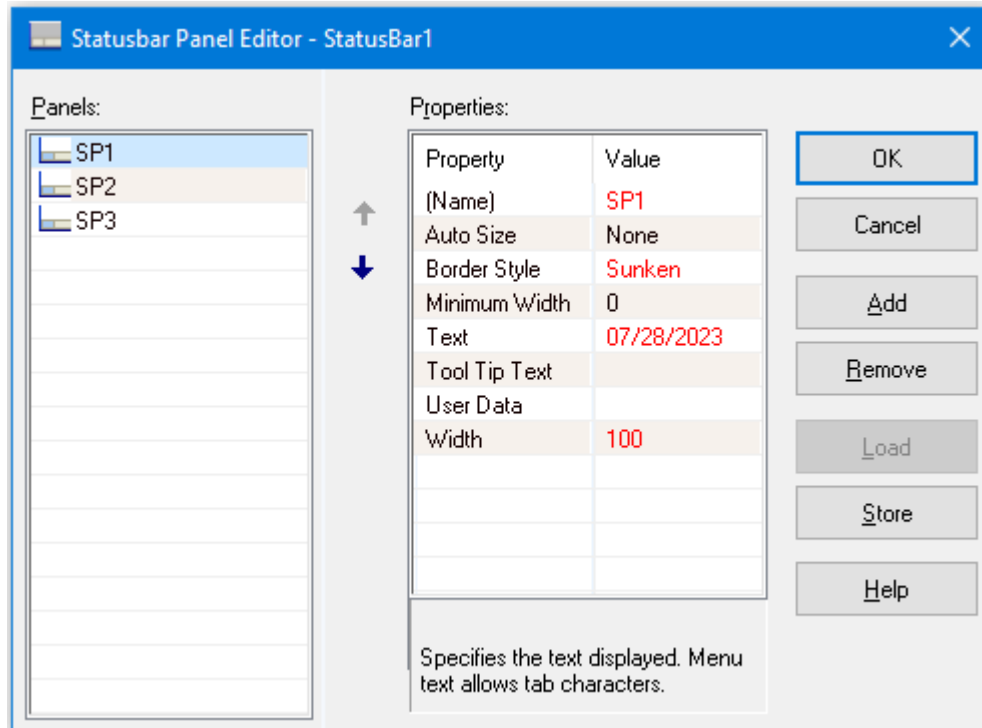 Statusbar Panel Editor - StatusBar1
Panels:
SP1
SP2
SP3
Properties:
Property Value
(Name) SP1
Auto Size None
Border Style Sunken
Minimum Width 0
Text 07/28/2023
Tool Tip Text
User Data
Width 100
Specifies the text displayed. Menu
text allows tab characters.
OK
Cancel
Add
Remove
Load
Store
Help